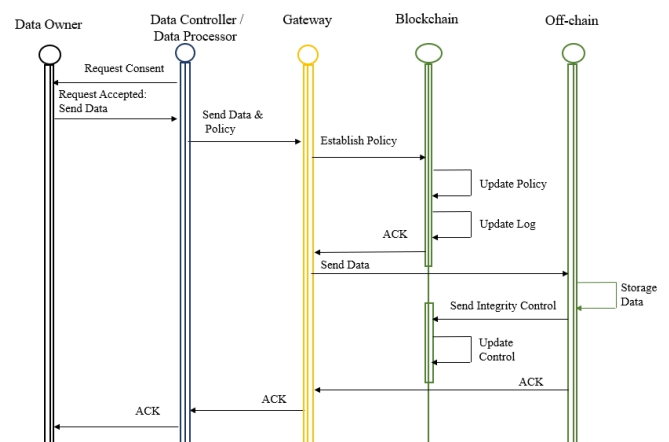 Data Owner
Data Controller /
Data Processor
Gateway
Blockchain
Off-chain
Request Consent
Request Accepted:
Send Data
Send Data &
Policy
Establish Policy
Update Policy
Update Log
ACK
Send Data
Storage
Data
Send Integrity Control
Update
Control
ACK
ACK
ACK